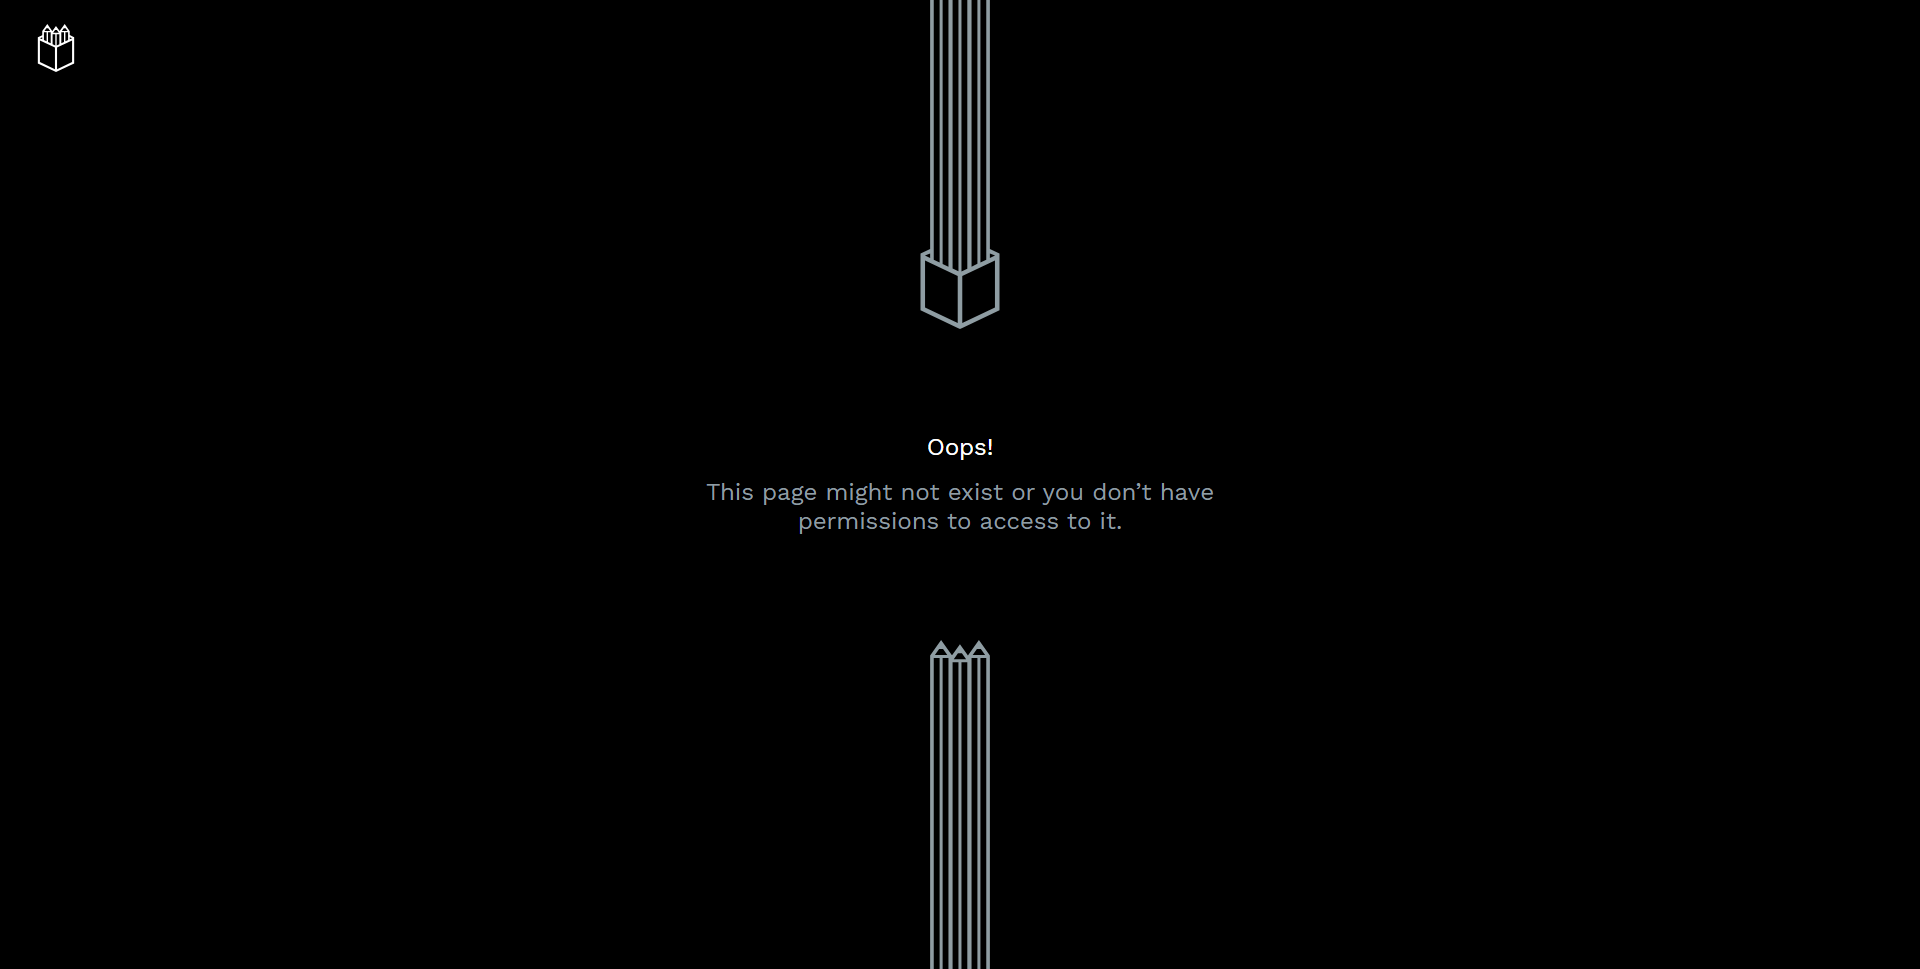 Oops!
This page might not exist or you don’t have
permissions to access to it.